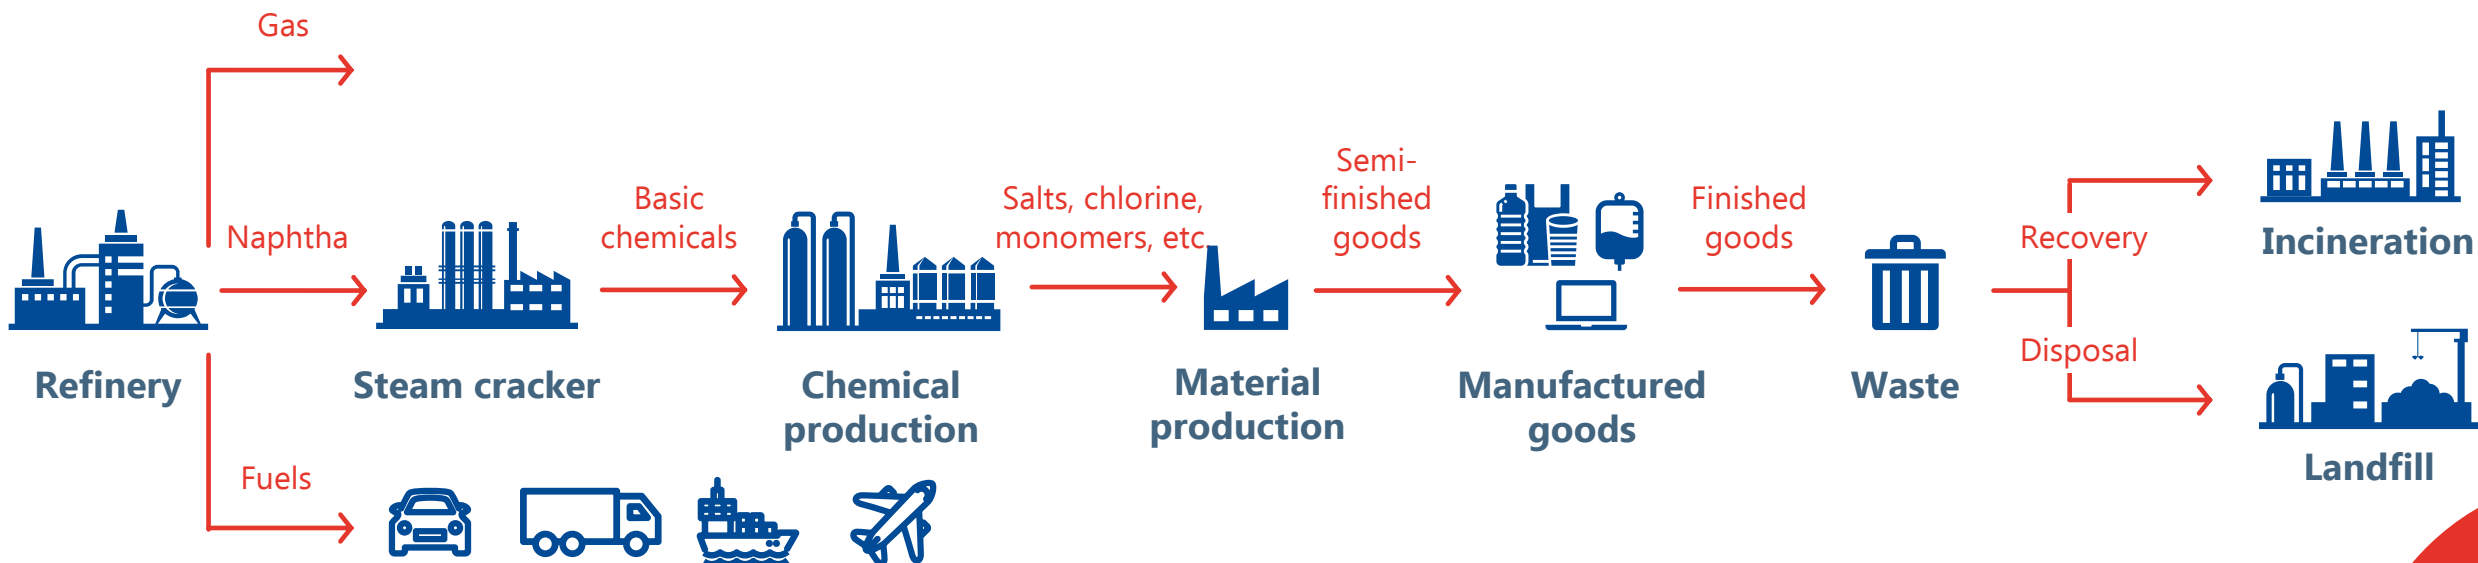 Gas
Naphtha
Refinery
Fuels
Steam cracker
Basic
chemicals
Chemical
production
Salts, chlorine,
monomers, etc.
Material
production
Semi-
finished
goods
Manufactured
goods
Finished
goods
Waste
Recovery
Disposal
Incineration
Landfill